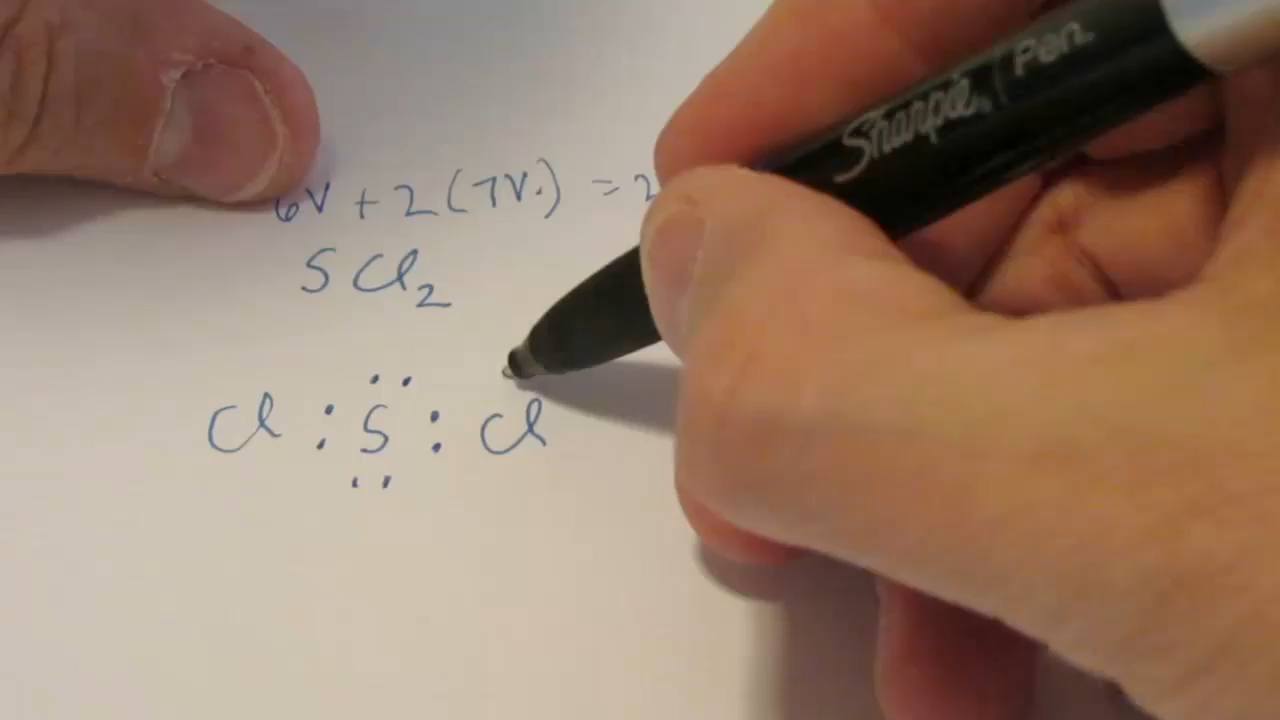 Sharpie. Pen
6V + 2 (7V.) = 2
SCl₂
Cl : S : Cl